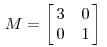 M = [ 3 0
      0 1 ]